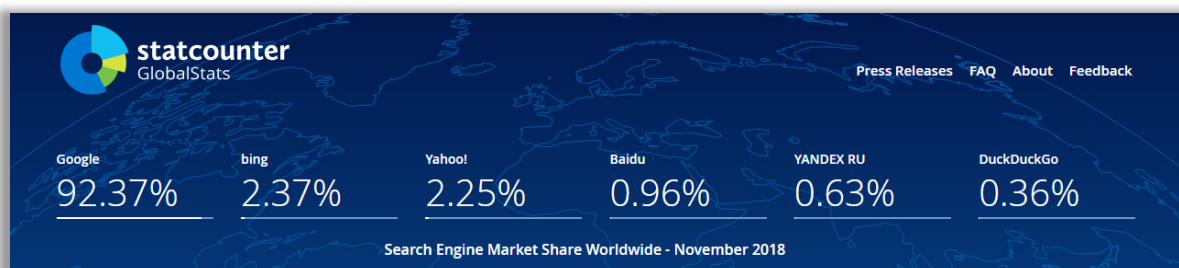 statcounter
GlobalStats
Press Releases FAQ About Feedback
Google bing Yahoo! Baidu YANDEX RU DuckDuckGo
92.37% 2.37% 2.25% 0.96% 0.63% 0.36%
Search Engine Market Share Worldwide - November 2018